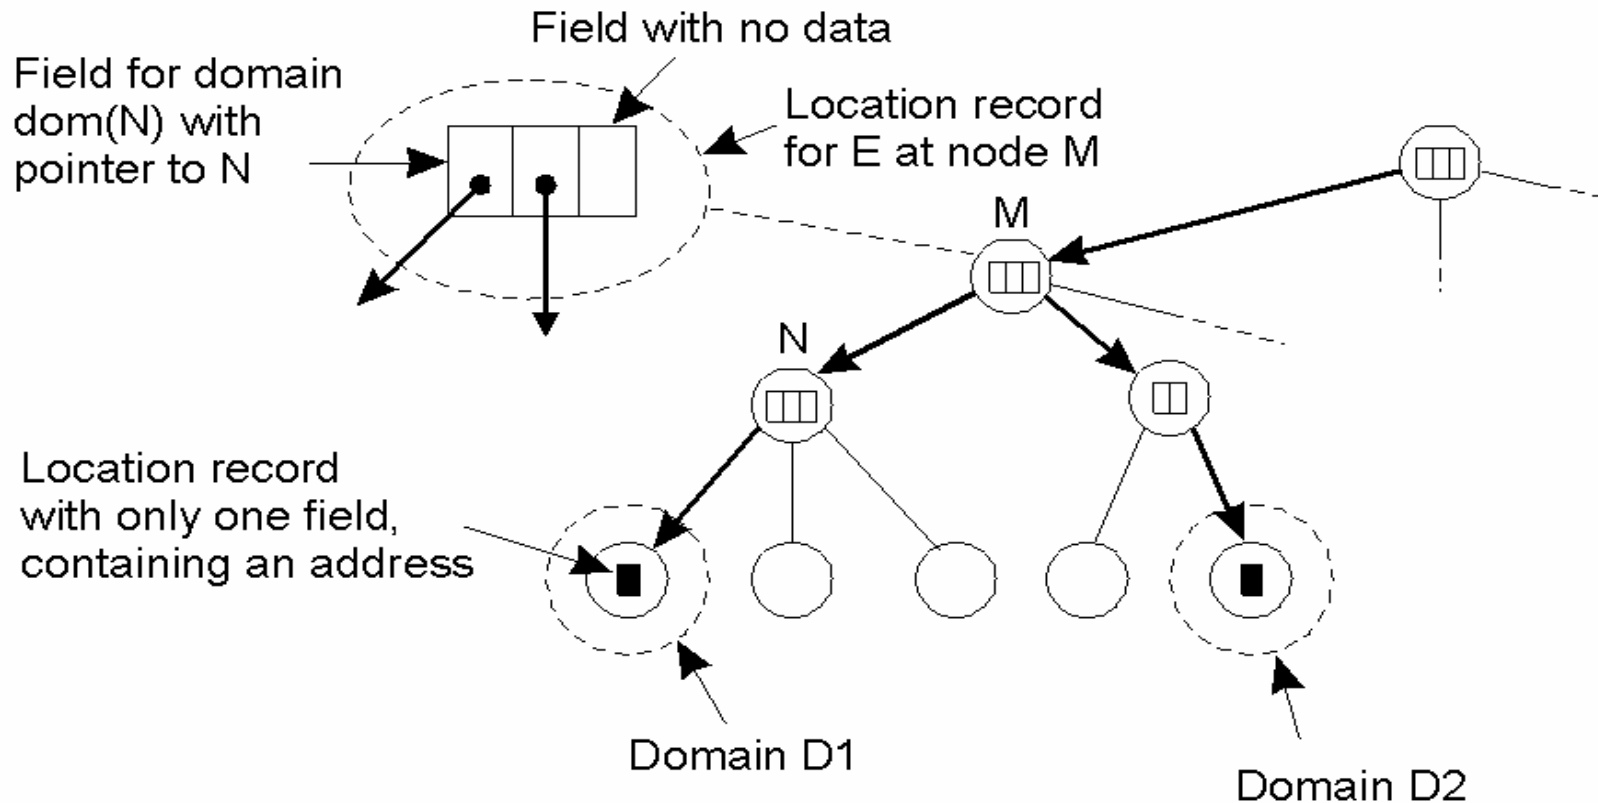 Field with no data
Field for domain
dom(N) with
pointer to N
Location record
for E at node M
M
N
Location record
with only one field,
containing an address
Domain D1
Domain D2